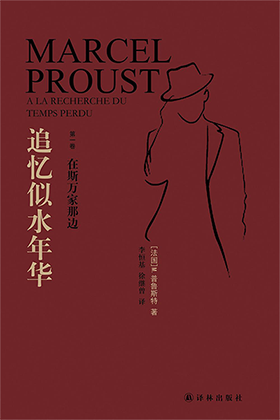 MARCEL
PROUST
A LA RECHERCHE DU
TEMPS PERDU
追忆似水年华
第一卷
在斯万家那边
[法国] M 普鲁斯特 著
李恒基 徐继曾 译
译林出版社